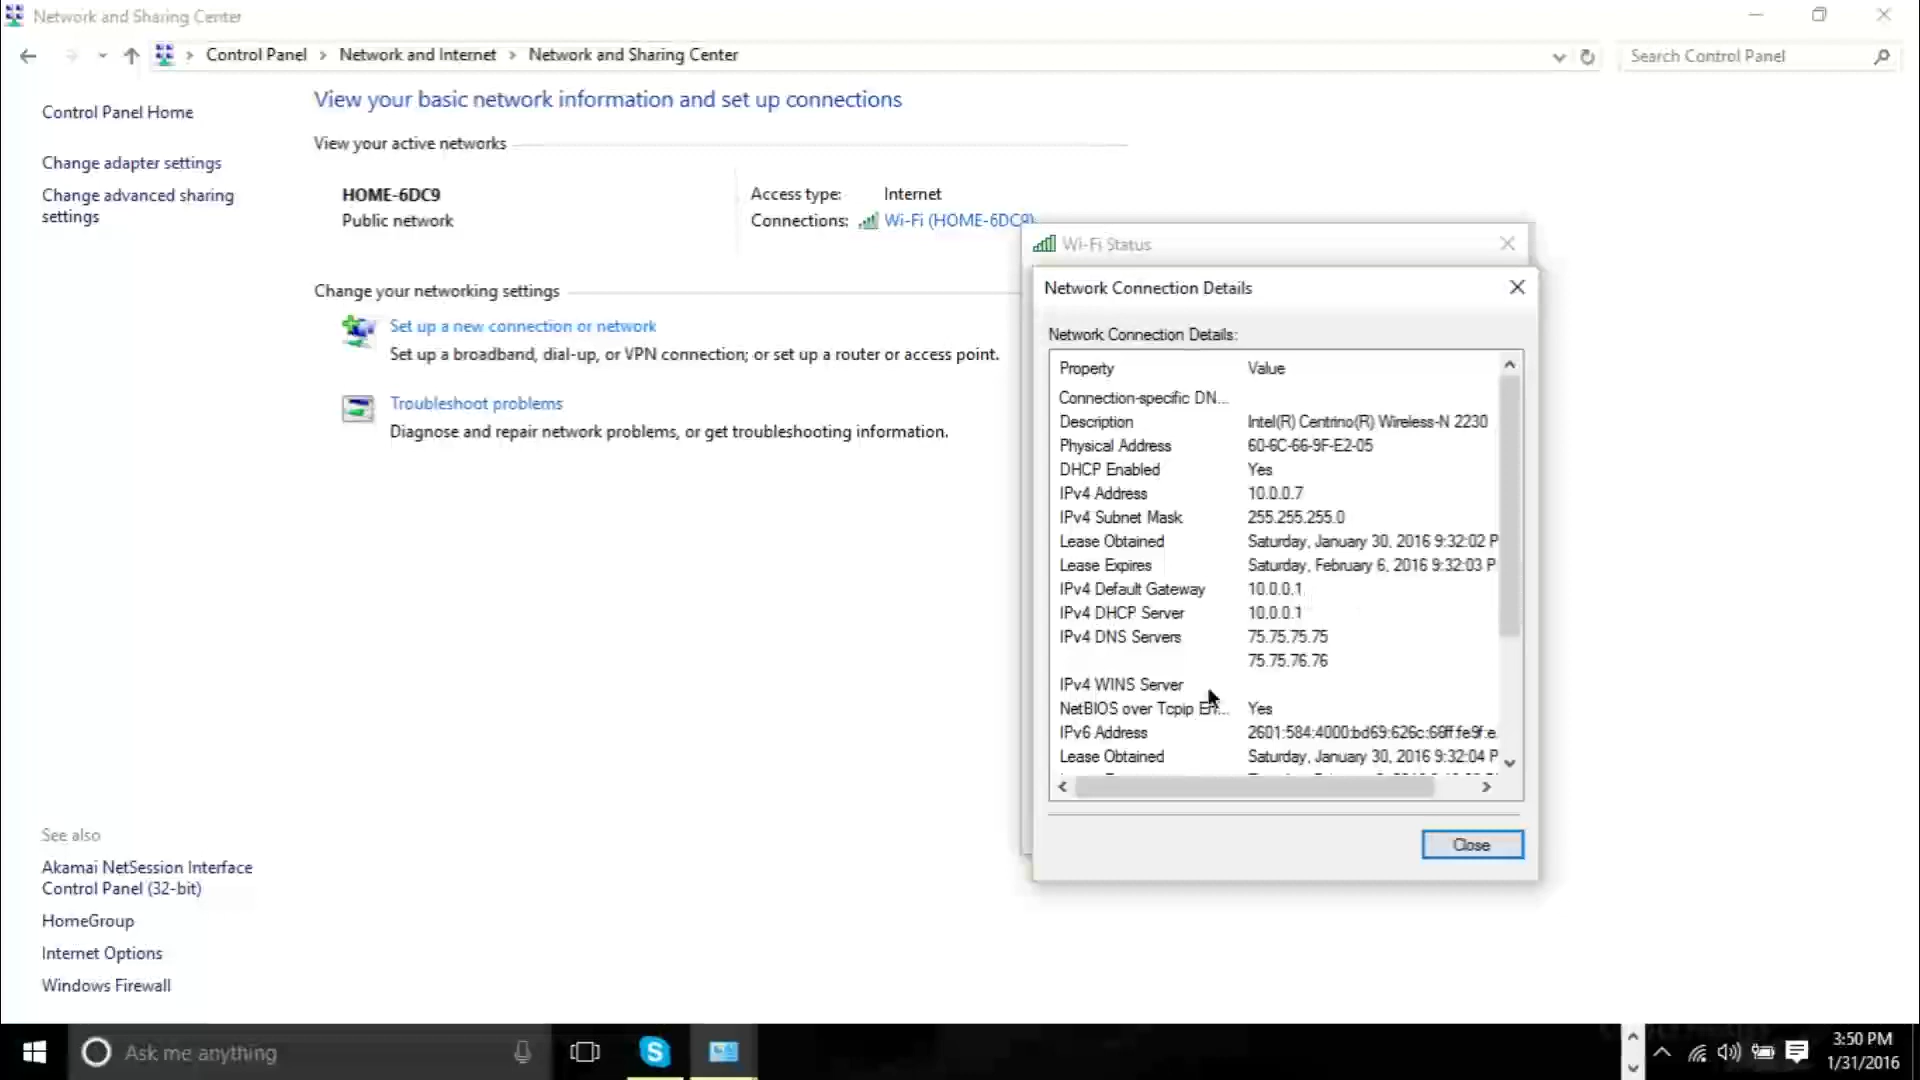 Network and Sharing Center
Control Panel > Network and Internet > Network and Sharing Center
Search Control Panel
Control Panel Home
Change adapter settings
Change advanced sharing
settings
View your basic network information and set up connections
View your active networks
HOME-6DC9
Public network
Access type: Internet
Connections: Wi-Fi (HOME-6DC9)
Change your networking settings
Set up a new connection or network
Set up a broadband, dial-up, or VPN connection; or set up a router or access point.
Troubleshoot problems
Diagnose and repair network problems, or get troubleshooting information.
Wi-Fi Status
Network Connection Details
Network Connection Details:
Property Value
Connection-specific DN...
Description Intel(R) Centrino(R) Wireless-N 2230
Physical Address 60-6C-66-9F-E2-05
DHCP Enabled Yes
IPv4 Address 10.0.0.7
IPv4 Subnet Mask 255.255.255.0
Lease Obtained Saturday, January 30, 2016 9:32:02 P
Lease Expires Saturday, February 6, 2016 9:32:03 P
IPv4 Default Gateway 10.0.0.1
IPv4 DHCP Server 10.0.0.1
IPv4 DNS Servers 75.75.75.75
75.75.76.76
IPv4 WINS Server
NetBIOS over Tcpip En... Yes
IPv6 Address 2601:584:4000:bd69:626c:66ff:fe9f:e
Lease Obtained Saturday, January 30, 2016 9:32:04 P
Close
See also
Akamai NetSession Interface
Control Panel (32-bit)
HomeGroup
Internet Options
Windows Firewall
Ask me anything
3:50 PM
1/31/2016